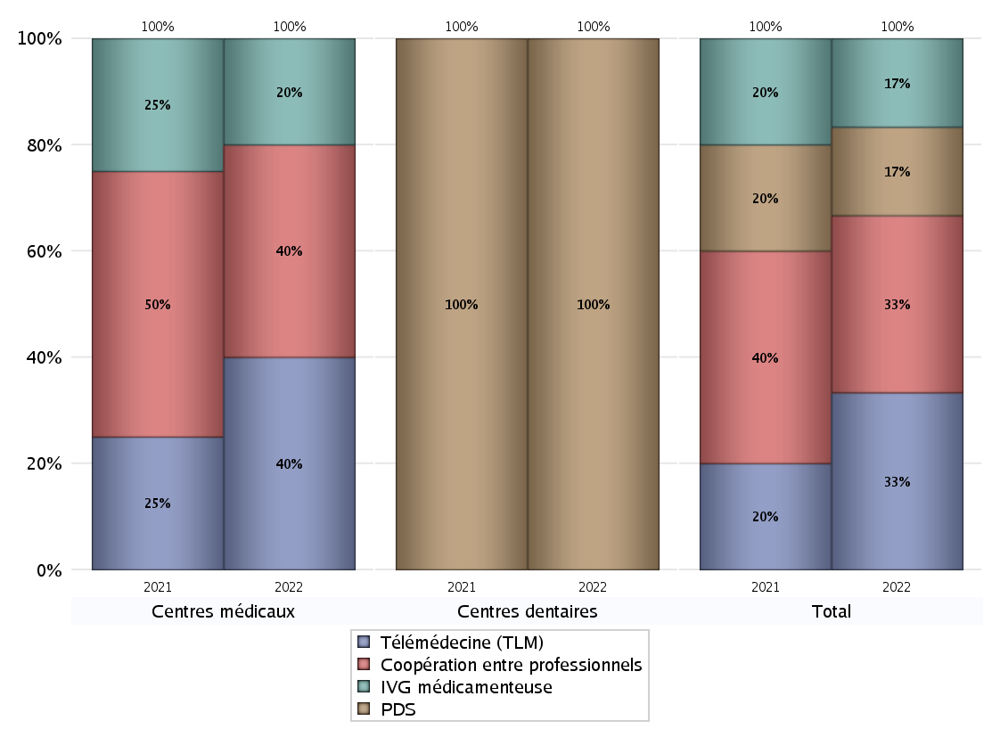 100% 100% 100% 100% 100% 100%
100%
80%
60%
40%
20%
0%
25% 20% 20% 17%
17%
20%
40%
50% 100% 100% 33%
40%
40% 33%
25% 20%
2021 2022 2021 2022 2021 2022
Centres médicaux Centres dentaires Total
Télémédecine (TLM)
Coopération entre professionnels
IVG médicamenteuse
PDS